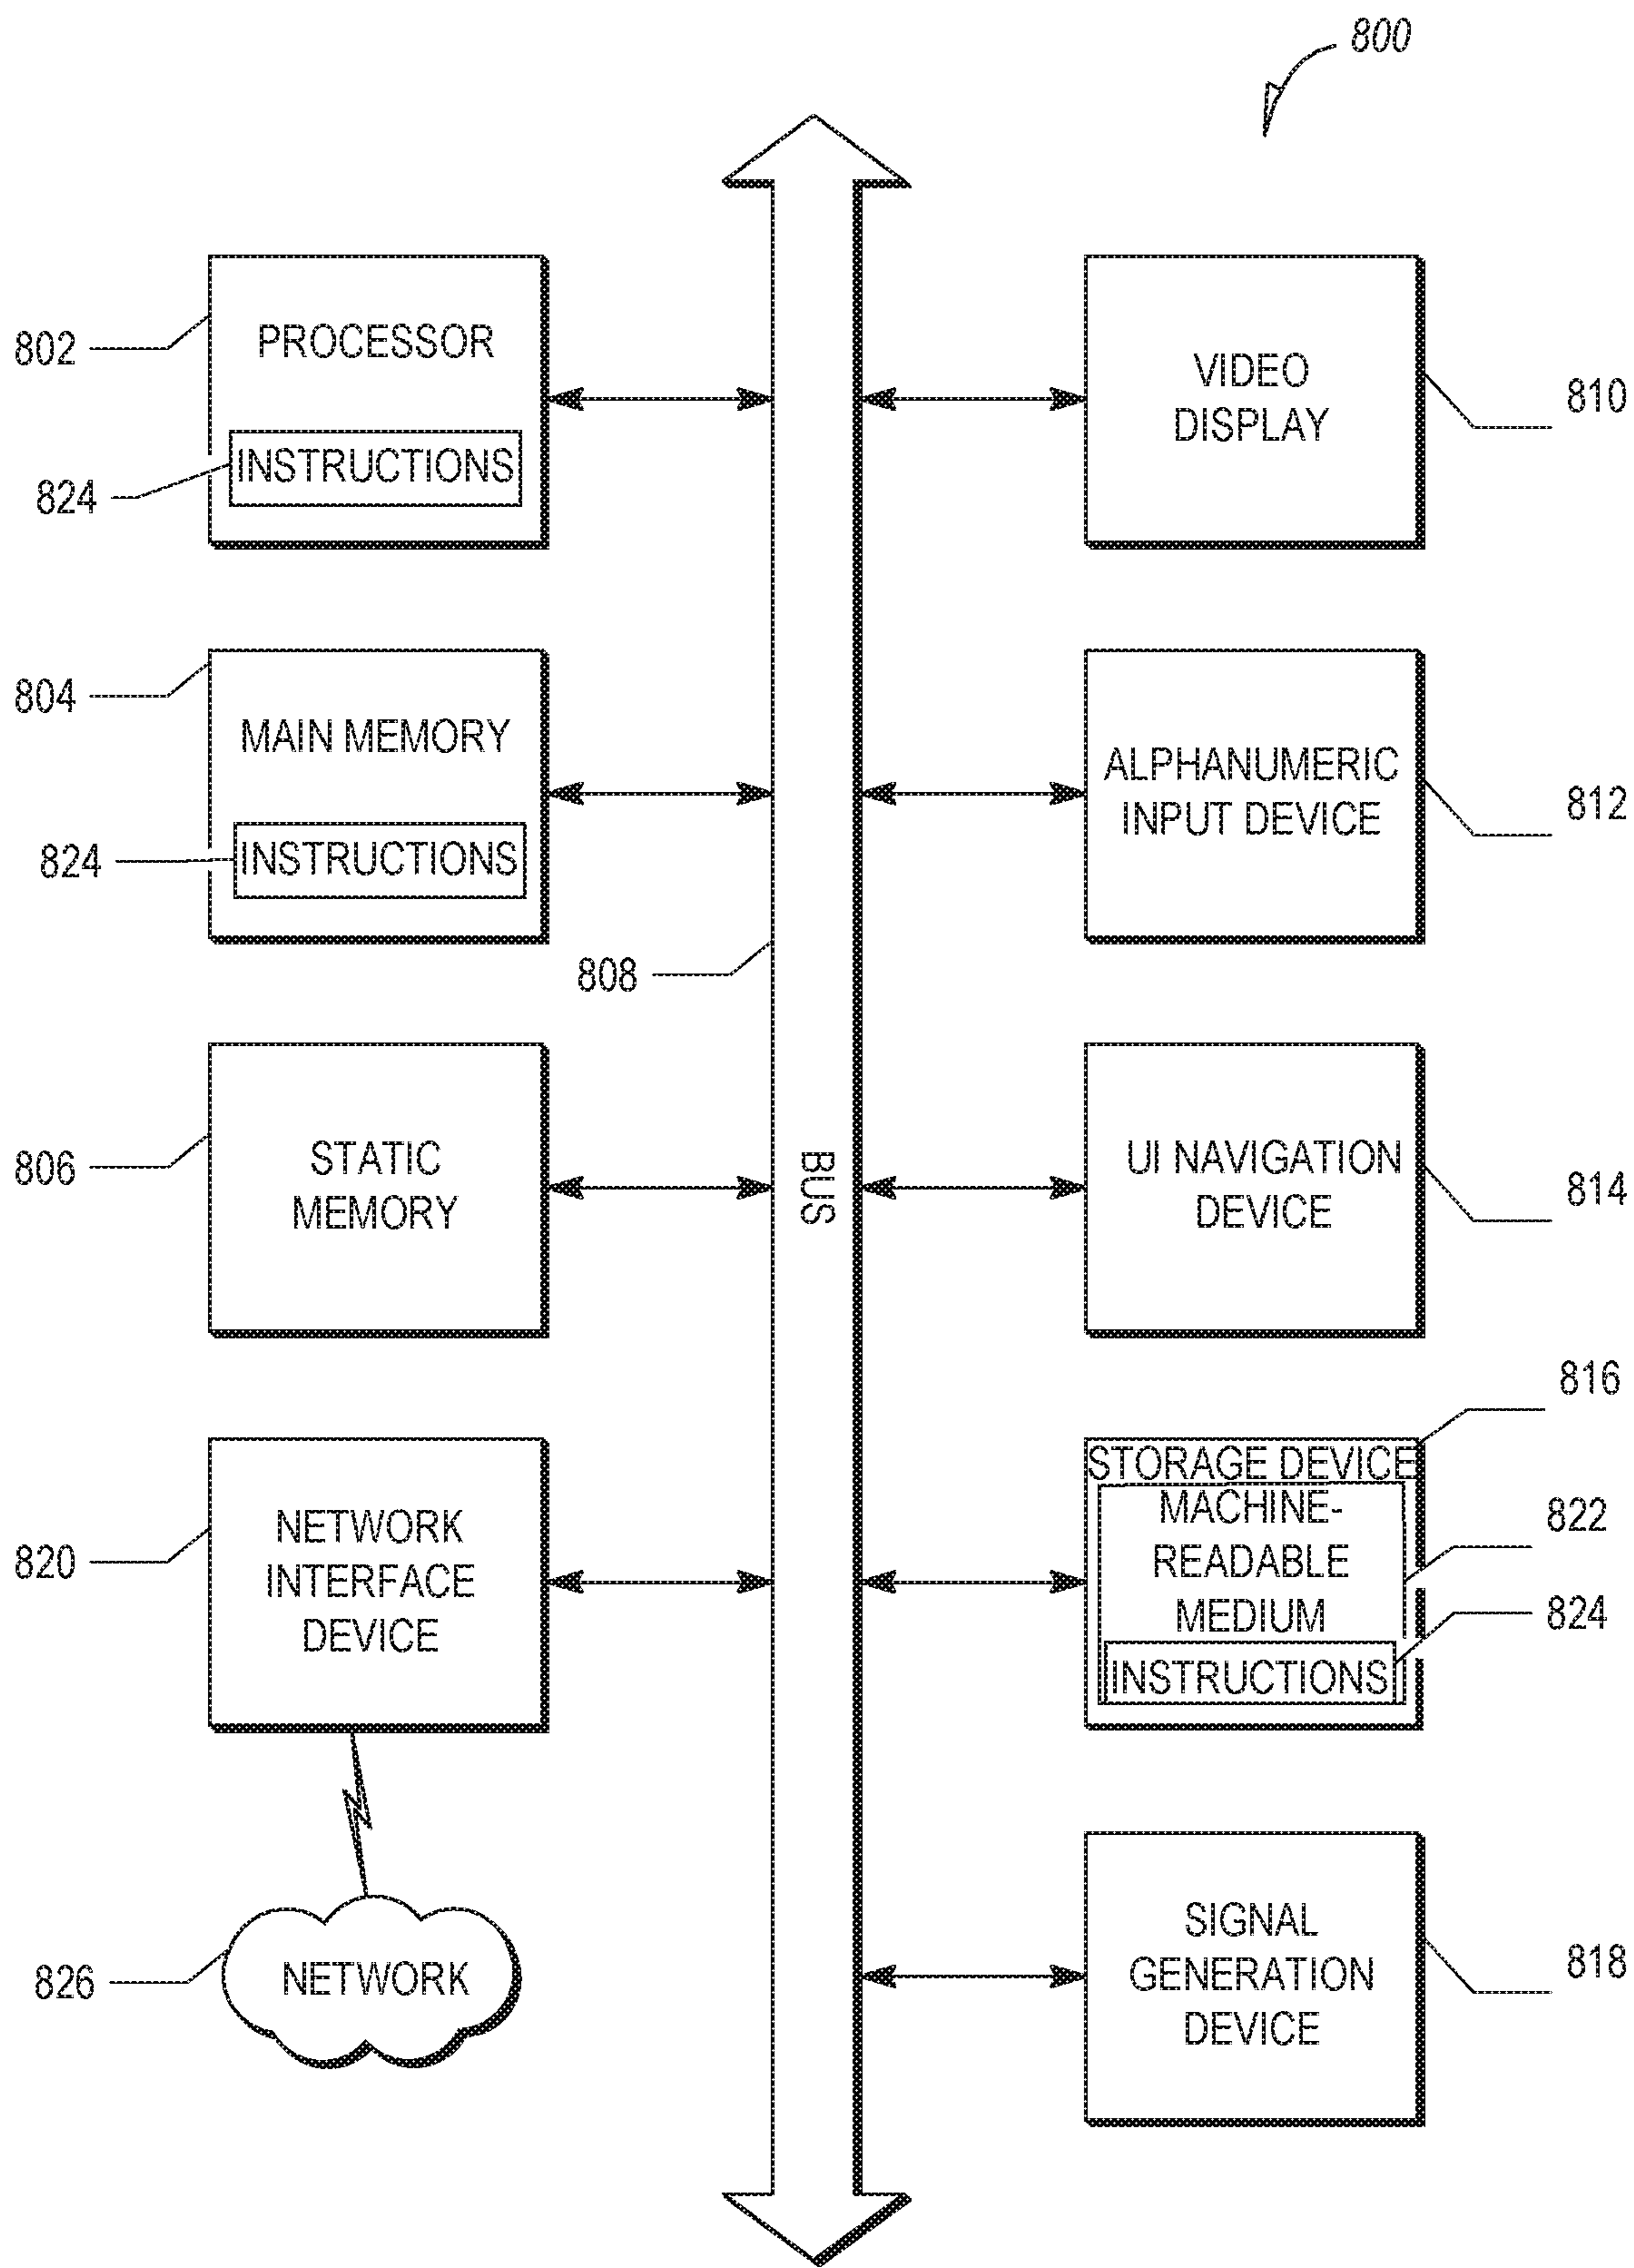 800
802
PROCESSOR
824
INSTRUCTIONS
804
MAIN MEMORY
824
INSTRUCTIONS
808
806
STATIC
MEMORY
820
NETWORK
INTERFACE
DEVICE
826
NETWORK
BUS
VIDEO
DISPLAY
810
ALPHANUMERIC
INPUT DEVICE
812
UI NAVIGATION
DEVICE
814
816
STORAGE DEVICE
MACHINE-
READABLE
MEDIUM
822
824
INSTRUCTIONS
SIGNAL
GENERATION
DEVICE
818